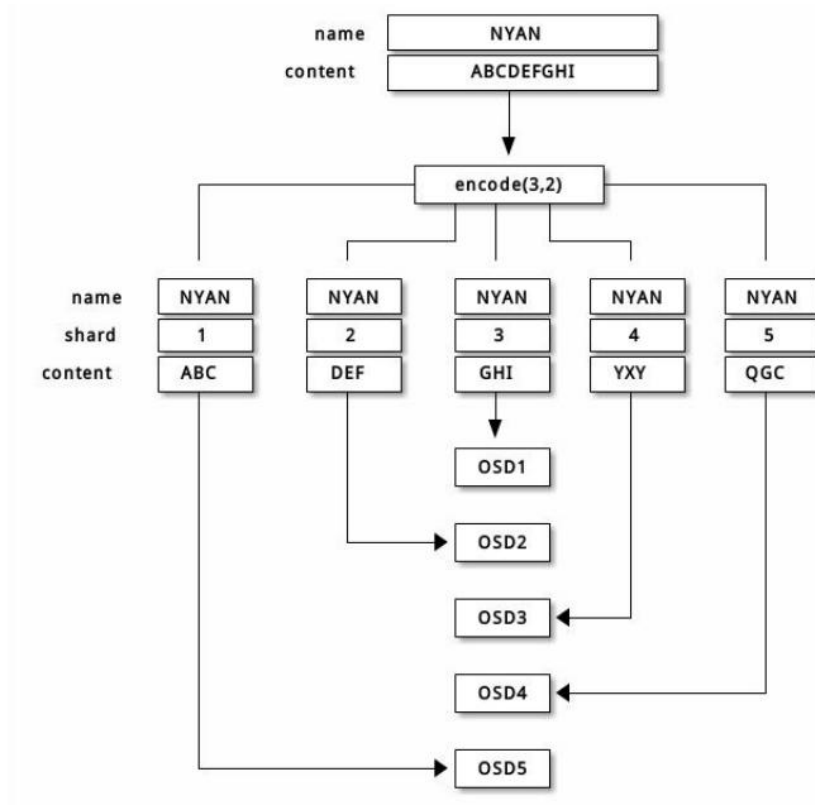 name NYAN
content ABCDEFGHI
encode(3,2)
name NYAN NYAN NYAN NYAN NYAN
shard 1 2 3 4 5
content ABC DEF GHI YXY QGC
OSD1
OSD2
OSD3
OSD4
OSD5